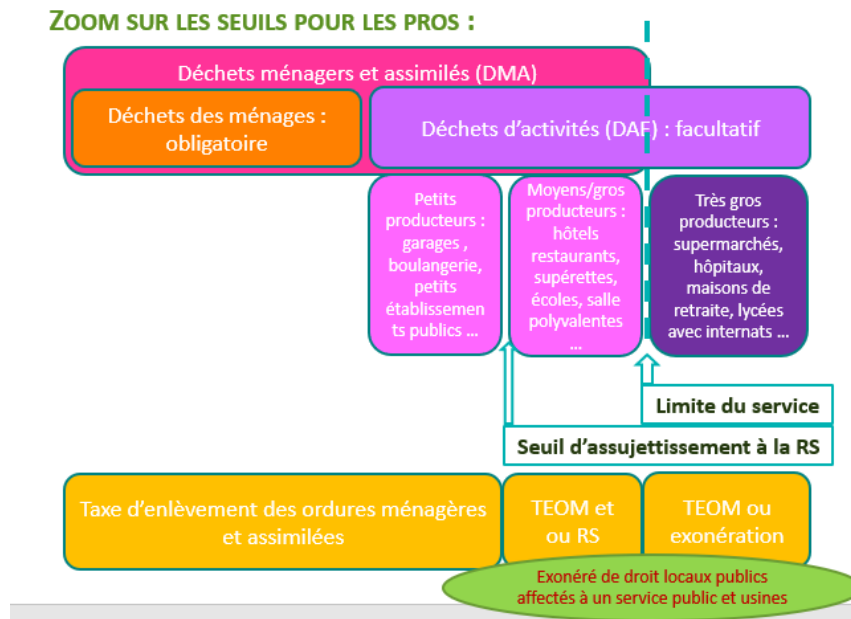 ZOOM SUR LES SEUILS POUR LES PROS :
Déchets ménagers et assimilés (DMA)
Déchets des ménages :
obligatoire
Déchets d'activités (DAE) : facultatif
Petits
producteurs :
garages ,
boulangerie,
petits
établissemen
ts publics ...
Moyens/gros
producteurs :
hôtels
restaurants,
supérettes,
écoles, salle
polyvalentes
...
Très gros
producteurs :
supermarchés,
hôpitaux,
maisons de
retraite, lycées
avec internats ...
Limite du service
Seuil d'assujettissement à la RS
Taxe d'enlèvement des ordures ménagères
et assimilées
TEOM et
ou RS
TEOM ou
exonération
Exonéré de droit locaux publics
affectés à un service public et usines